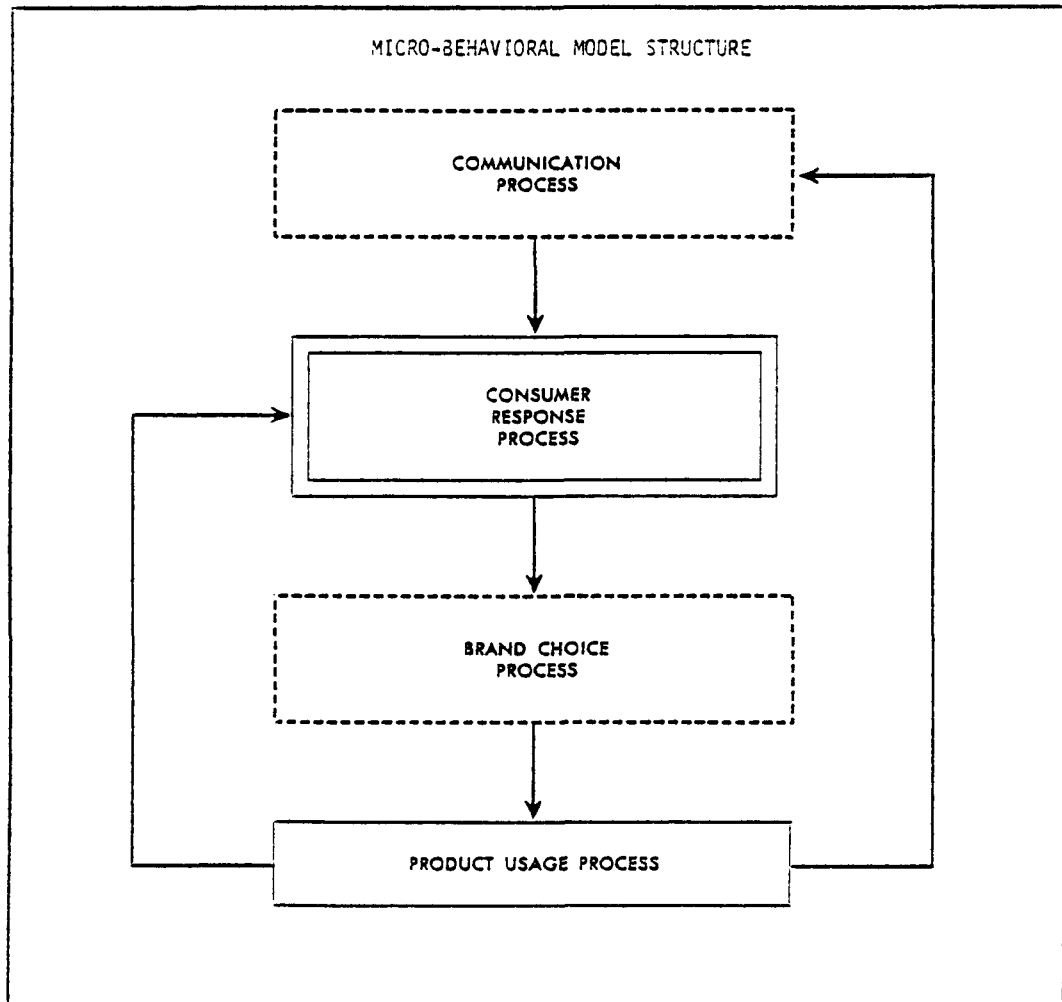 MICRO-BEHAVIORAL MODEL STRUCTURE
COMMUNICATION
PROCESS
CONSUMER
RESPONSE
PROCESS
BRAND CHOICE
PROCESS
PRODUCT USAGE PROCESS